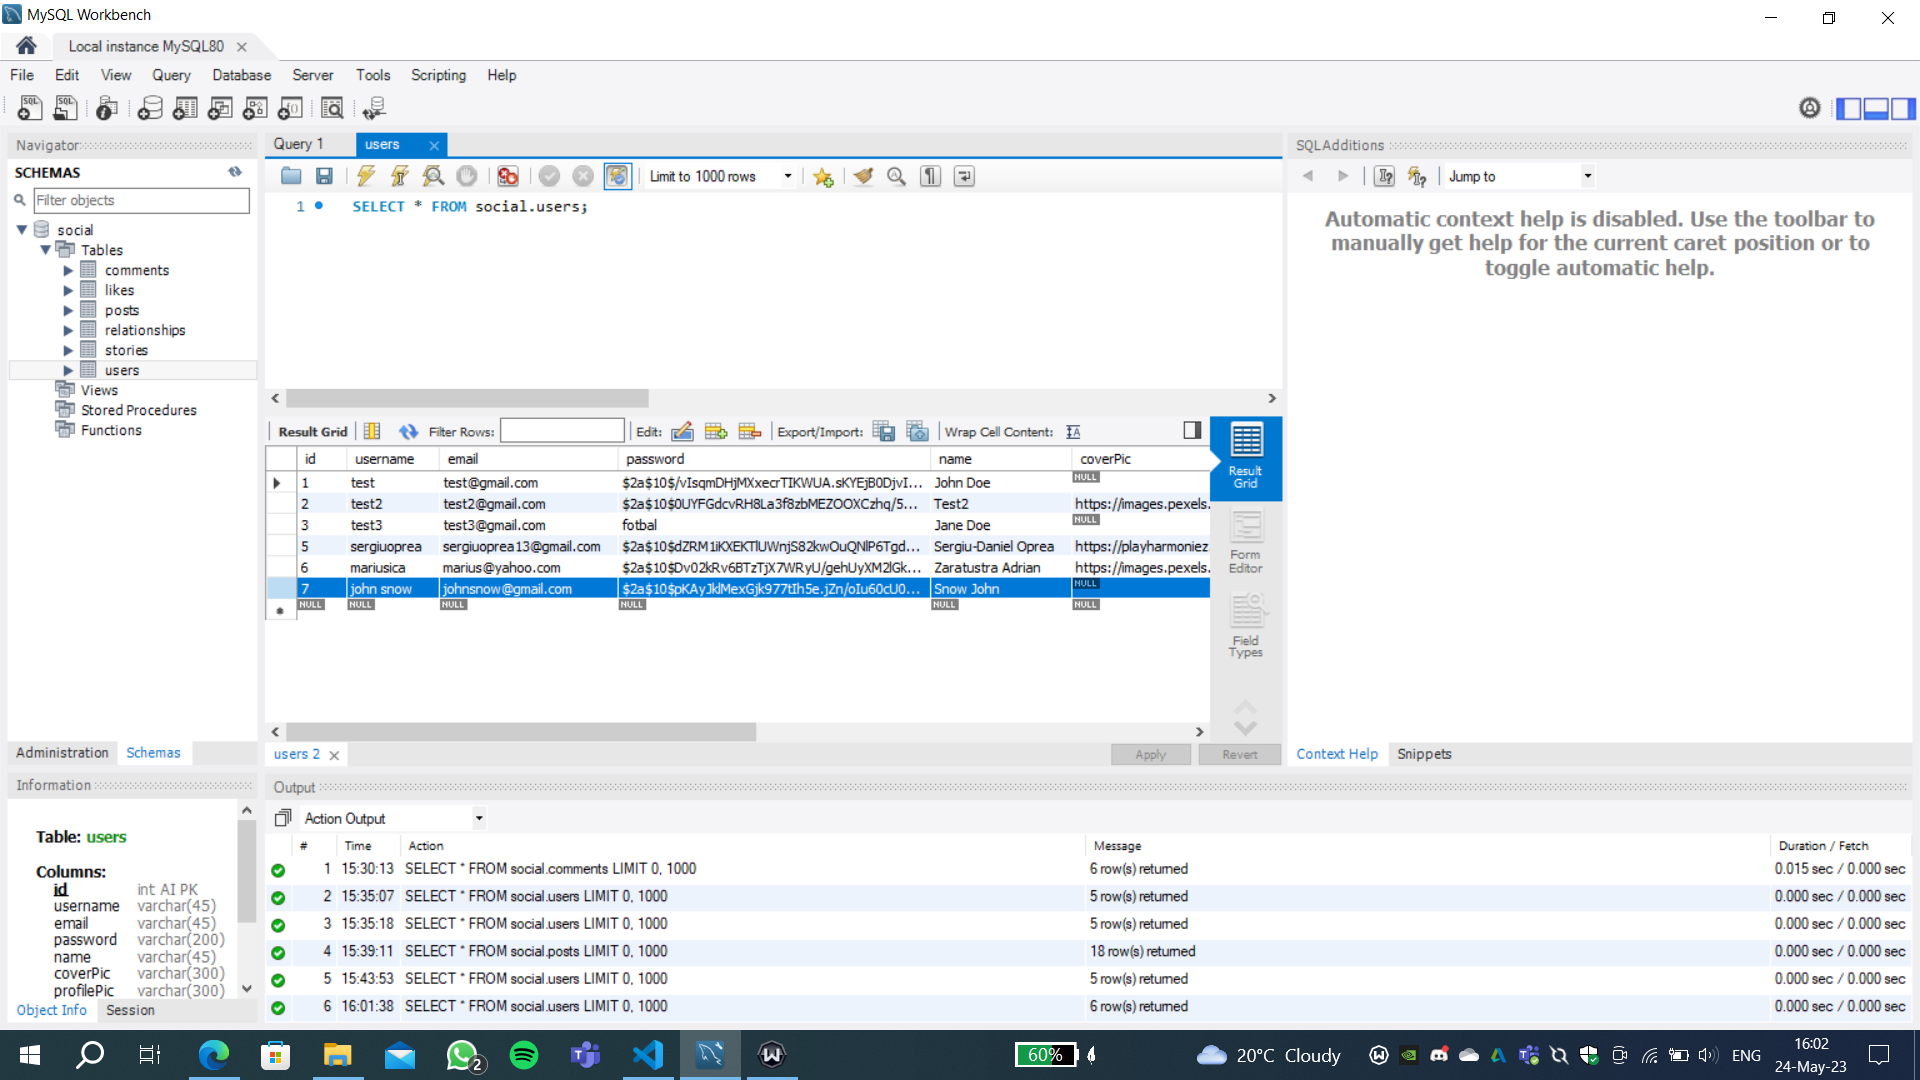 MySQL Workbench
Local instance MySQL80
File Edit View Query Database Server Tools Scripting Help
Navigator
SCHEMAS
Filter objects
social
Tables
comments
likes
posts
relationships
stories
users
Views
Stored Procedures
Functions
Administration Schemas
Information
Table: users
Columns:
id int AI PK
username varchar(45)
email varchar(45)
password varchar(200)
name varchar(45)
coverPic varchar(300)
profilePic varchar(300)
Object Info Session
Query 1 users
Limit to 1000 rows
1 SELECT * FROM social.users;
Result Grid Filter Rows: Edit: Export/Import: Wrap Cell Content:
id username email password name coverPic
1 test test@gmail.com $2a$10$/vIsqmDHjMXxecrTIKWUA.sKYEjB0DjvI... John Doe NULL
2 test2 test2@gmail.com $2a$10$0UYFGdcvRH8La3f8zbMEZOOXCzhq/5... Test2 https://images.pexels.
3 test3 test3@gmail.com fotbal Jane Doe NULL
5 sergiuoprea sergiuoprea13@gmail.com $2a$10$dZRM1iKXEKTlUWnjS82kwOuQNlP6Tgd... Sergiu-Daniel Oprea https://playharmoniez
6 mariusica marius@yahoo.com $2a$10$Dv02kRv6BTzTjX7WRyU/gehUyXM2lGk... Zaratustra Adrian https://images.pexels.
7 john snow johnsnow@gmail.com $2a$10$pKAyJklMexGjk977tIh5e.jZn/oIu60cU0... Snow John NULL
NULL NULL NULL NULL NULL NULL
Result Grid
Form Editor
Field Types
users 2 Apply Revert
SQLAdditions
Jump to
Automatic context help is disabled. Use the toolbar to
manually get help for the current caret position or to
toggle automatic help.
Context Help Snippets
Output
Action Output
# Time Action Message Duration / Fetch
1 15:30:13 SELECT * FROM social.comments LIMIT 0, 1000 6 row(s) returned 0.015 sec / 0.000 sec
2 15:35:07 SELECT * FROM social.users LIMIT 0, 1000 5 row(s) returned 0.000 sec / 0.000 sec
3 15:35:18 SELECT * FROM social.users LIMIT 0, 1000 5 row(s) returned 0.000 sec / 0.000 sec
4 15:39:11 SELECT * FROM social.posts LIMIT 0, 1000 18 row(s) returned 0.000 sec / 0.000 sec
5 15:43:53 SELECT * FROM social.users LIMIT 0, 1000 5 row(s) returned 0.000 sec / 0.000 sec
6 16:01:38 SELECT * FROM social.users LIMIT 0, 1000 6 row(s) returned 0.000 sec / 0.000 sec
2 60% 20°C Cloudy ENG 16:02
24-May-23